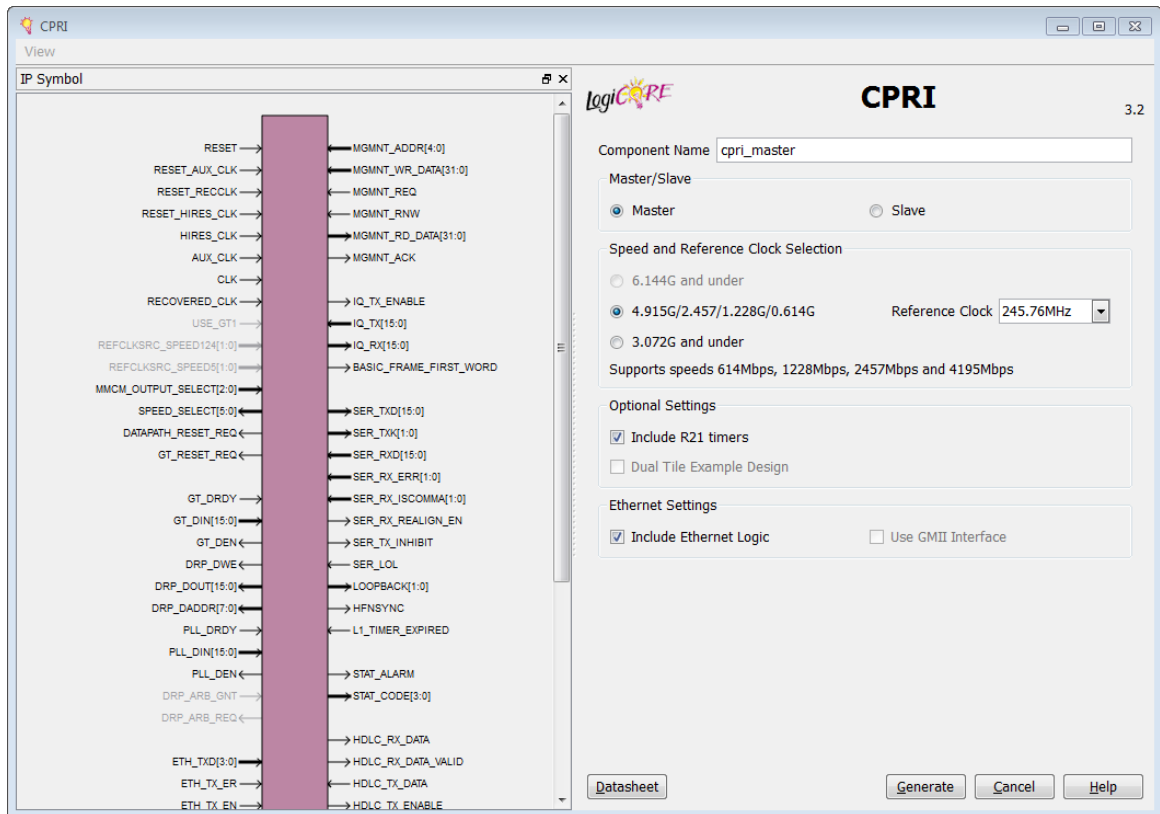 CPRI
View
IP Symbol
RESET
RESET_AUX_CLK
RESET_RECCLK
RESET_HIRES_CLK
HIRES_CLK
AUX_CLK
CLK
RECOVERED_CLK
USE_GT1
REFCLKSRC_SPEED124[1:0]
REFCLKSRC_SPEED5[1:0]
MMCM_OUTPUT_SELECT[2:0]
SPEED_SELECT[5:0]
DATAPATH_RESET_REQ
GT_RESET_REQ
GT_DRDY
GT_DIN[15:0]
GT_DEN
DRP_DWE
DRP_DOUT[15:0]
DRP_DADDR[7:0]
PLL_DRDY
PLL_DIN[15:0]
PLL_DEN
DRP_ARB_GNT
DRP_ARB_REQ
ETH_TXD[3:0]
ETH_TX_ER
ETH_TX_EN
MGMNT_ADDR[4:0]
MGMNT_WR_DATA[31:0]
MGMNT_REQ
MGMNT_RNW
MGMNT_RD_DATA[31:0]
MGMNT_ACK
IQ_TX_ENABLE
IQ_TX[15:0]
IQ_RX[15:0]
BASIC_FRAME_FIRST_WORD
SER_TXD[15:0]
SER_TXK[1:0]
SER_RXD[15:0]
SER_RX_ERR[1:0]
SER_RX_ISCOMMA[1:0]
SER_RX_REALIGN_EN
SER_TX_INHIBIT
SER_LOL
LOOPBACK[1:0]
HFNSYNC
L1_TIMER_EXPIRED
STAT_ALARM
STAT_CODE[3:0]
HDLC_RX_DATA
HDLC_RX_DATA_VALID
HDLC_TX_DATA
HDLC_TX_ENABLE
LogiCORE
CPRI
3.2
Component Name cpri_master
Master/Slave
Master Slave
Speed and Reference Clock Selection
6.144G and under
4.915G/2.457/1.228G/0.614G Reference Clock 245.76MHz
3.072G and under
Supports speeds 614Mbps, 1228Mbps, 2457Mbps and 4195Mbps
Optional Settings
Include R21 timers
Dual Tile Example Design
Ethernet Settings
Include Ethernet Logic Use GMII Interface
Datasheet Generate Cancel Help